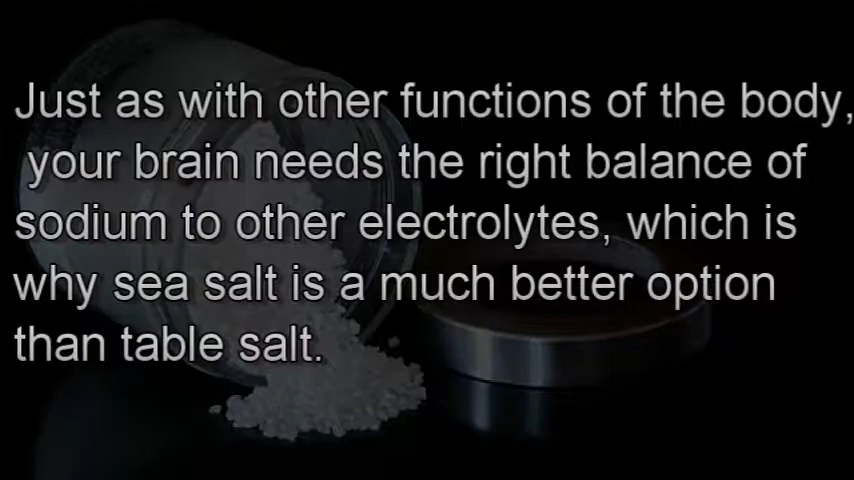 Just as with other functions of the body,
your brain needs the right balance of
sodium to other electrolytes, which is
why sea salt is a much better option
than table salt.